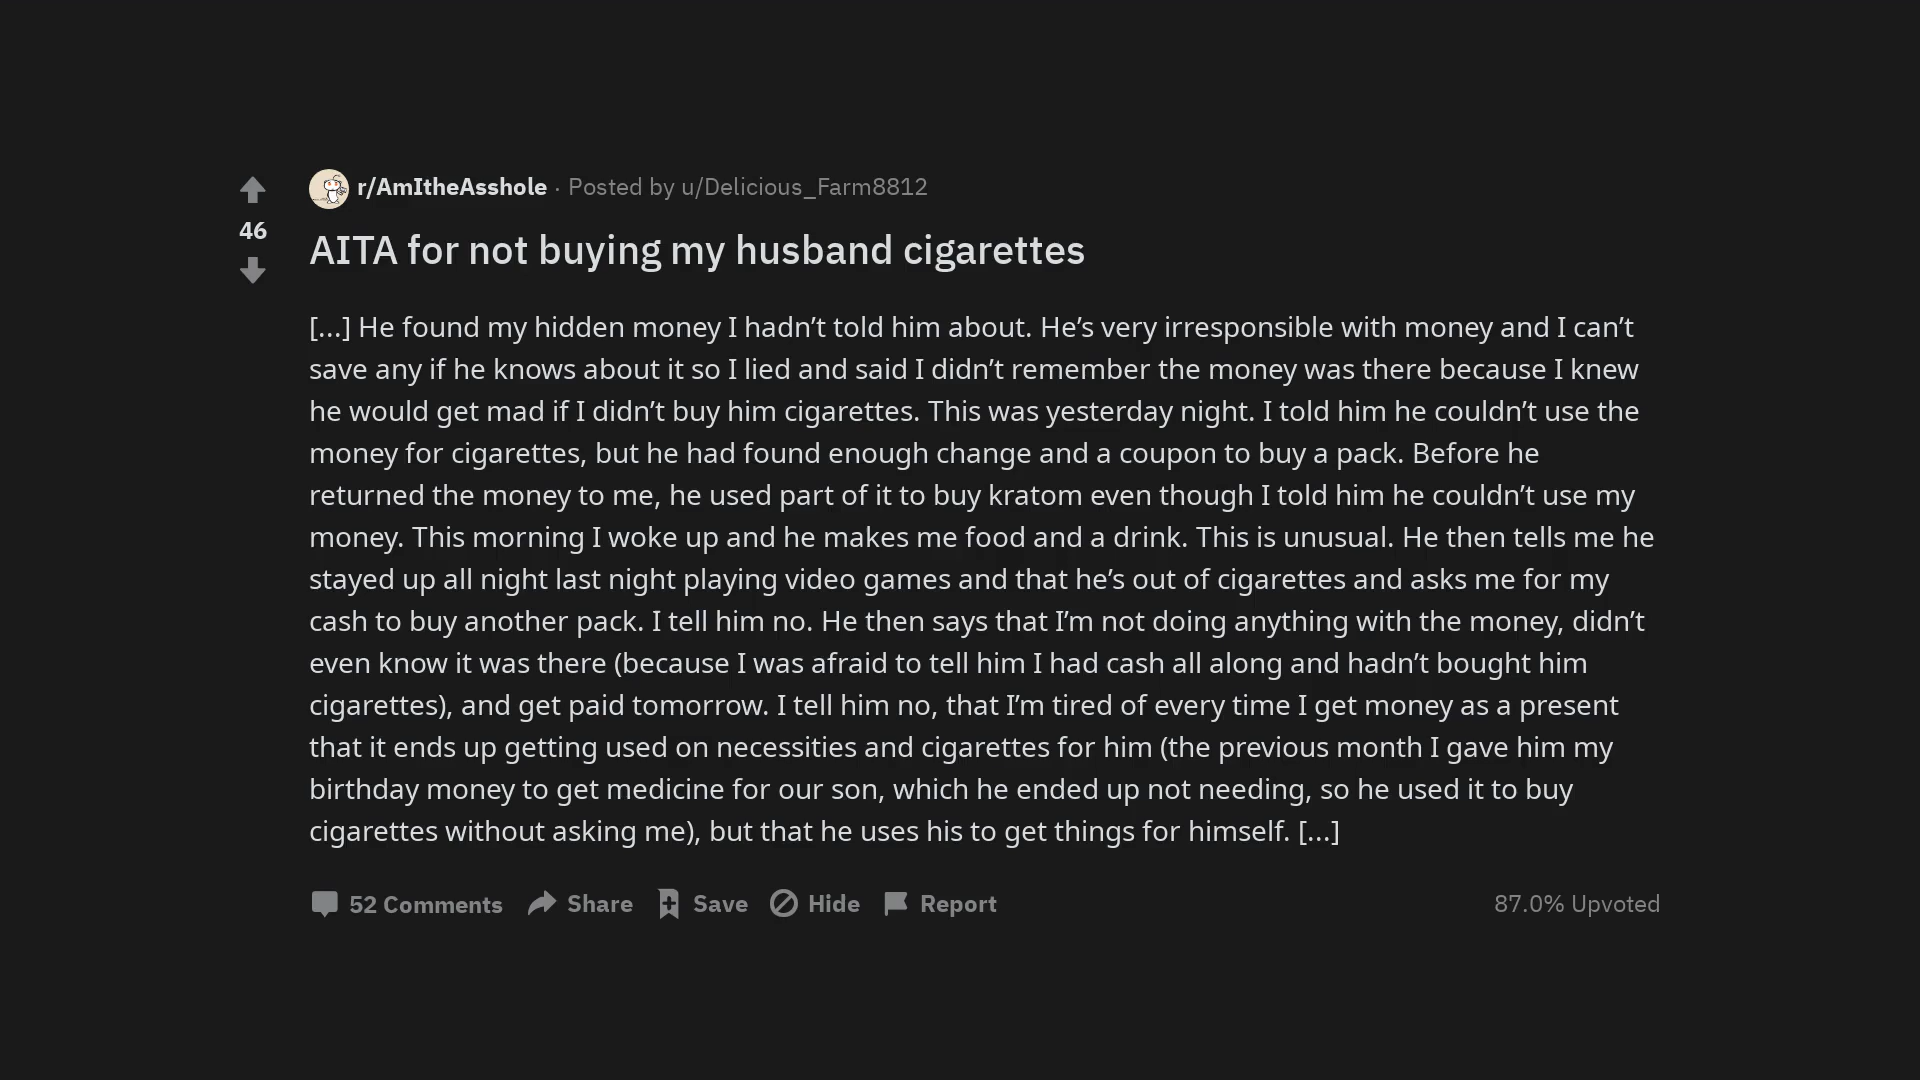 r/AmItheAsshole · Posted by u/Delicious_Farm8812
46
AITA for not buying my husband cigarettes
[...] He found my hidden money I hadn’t told him about. He’s very irresponsible with money and I can’t
save any if he knows about it so I lied and said I didn’t remember the money was there because I knew
he would get mad if I didn’t buy him cigarettes. This was yesterday night. I told him he couldn’t use the
money for cigarettes, but he had found enough change and a coupon to buy a pack. Before he
returned the money to me, he used part of it to buy kratom even though I told him he couldn’t use my
money. This morning I woke up and he makes me food and a drink. This is unusual. He then tells me he
stayed up all night last night playing video games and that he’s out of cigarettes and asks me for my
cash to buy another pack. I tell him no. He then says that I’m not doing anything with the money, didn’t
even know it was there (because I was afraid to tell him I had cash all along and hadn’t bought him
cigarettes), and get paid tomorrow. I tell him no, that I’m tired of every time I get money as a present
that it ends up getting used on necessities and cigarettes for him (the previous month I gave him my
birthday money to get medicine for our son, which he ended up not needing, so he used it to buy
cigarettes without asking me), but that he uses his to get things for himself. [...]
52 Comments Share Save Hide Report 87.0% Upvoted